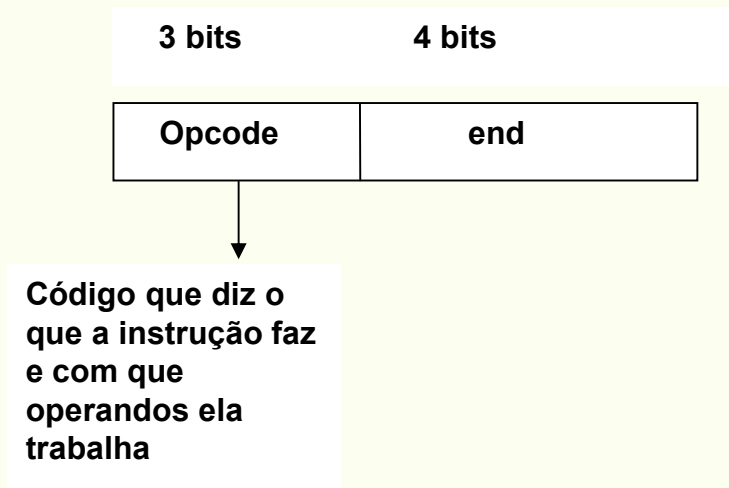 3 bits 4 bits
Opcode end
Código que diz o
que a instrução faz
e com que
operandos ela
trabalha